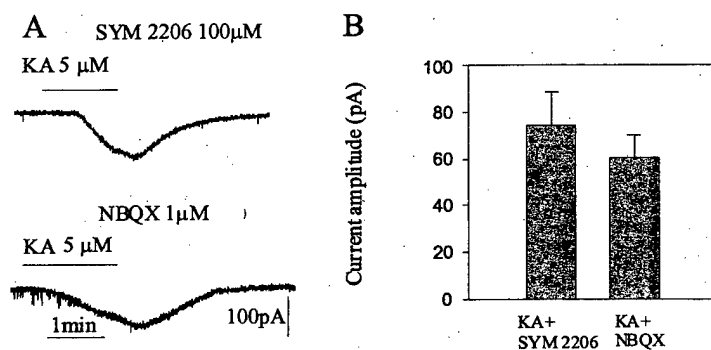 A
SYM 2206 100μM
KA 5 μM
NBQX 1μM
KA 5 μM
1min
100pA
B
Current amplitude (pA)
100
80
60
40
20
0
KA+
SYM 2206
KA+
NBQX